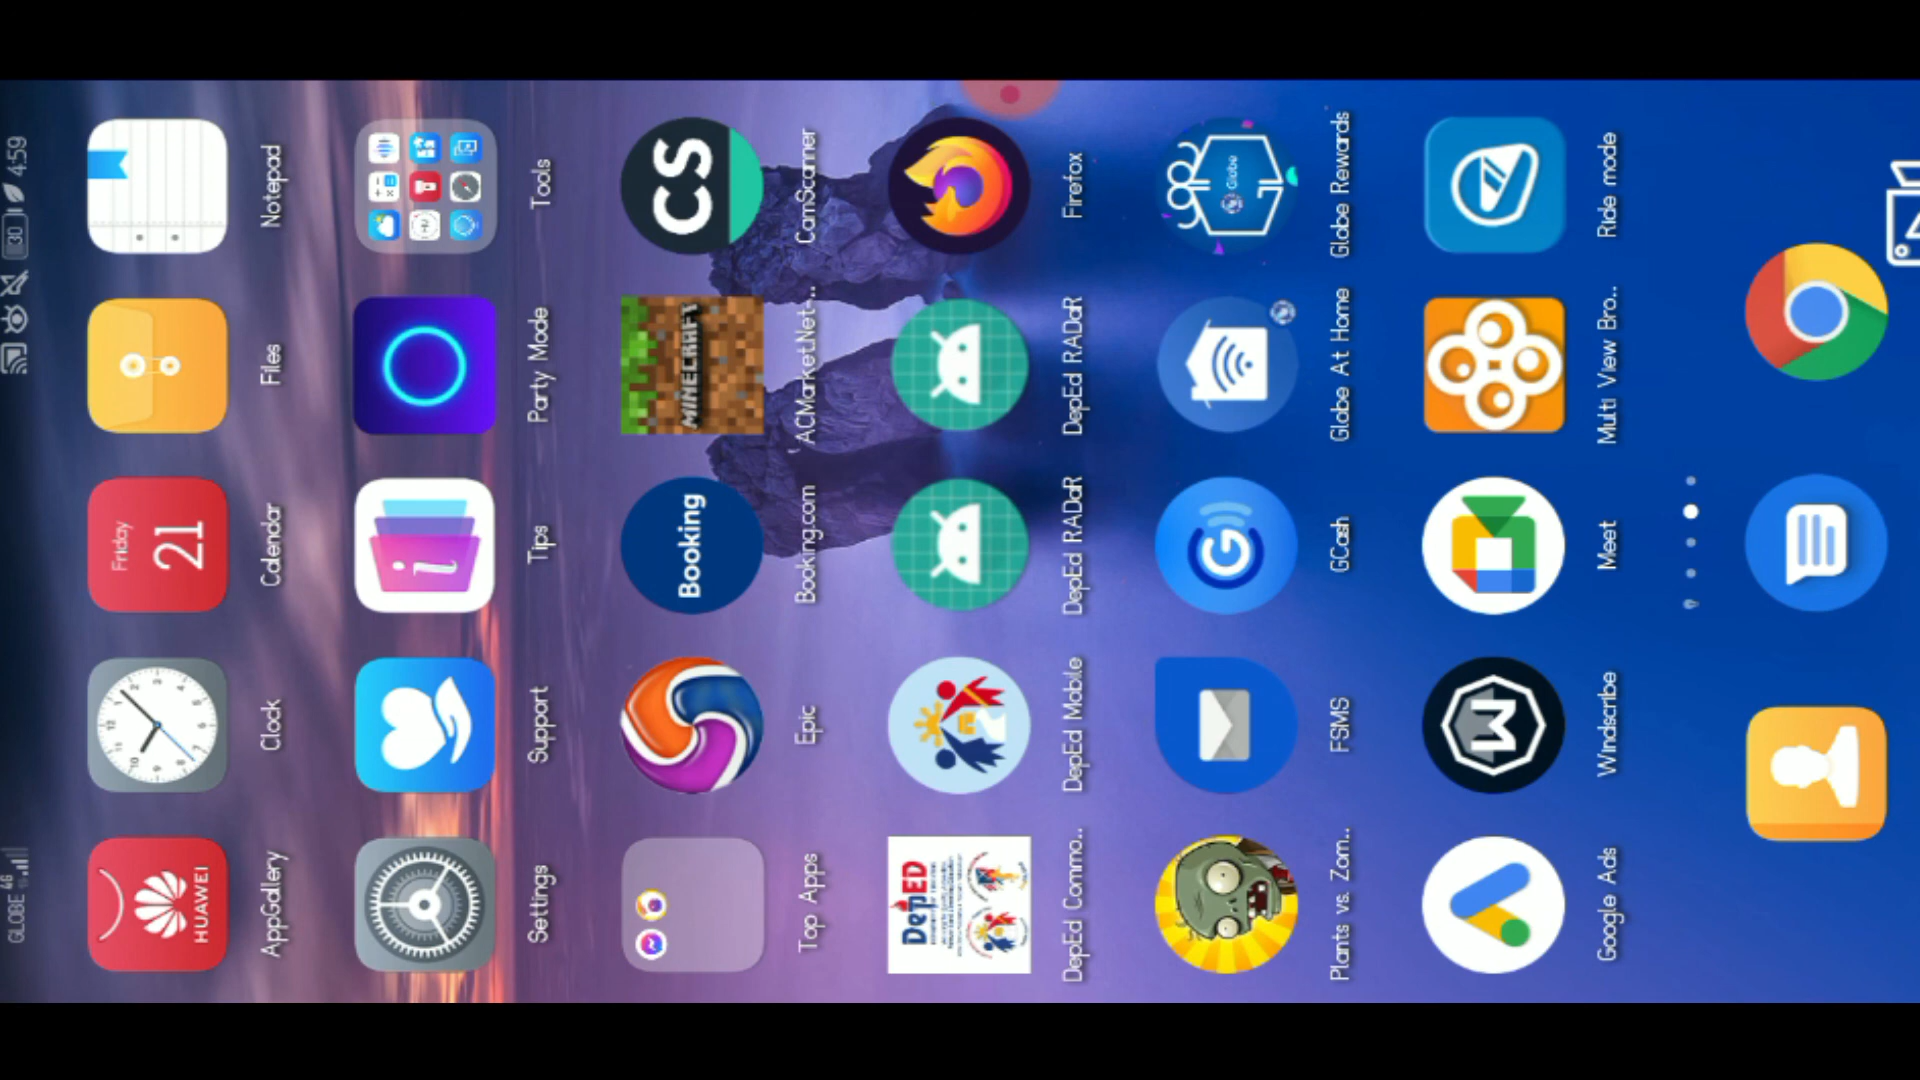 GLOBE 4G 30 4:59
HUAWEI
Friday
21
AppGallery Clock Calendar Files Notepad
Settings Support Tips Party Mode Tools
Booking
MINECRAFT
CS
Top Apps Epic Booking.com ACMarket.Net-... CamScanner
DepED
DepEd Commo.. DepEd Mobile DepEd RADaR DepEd RADaR Firefox
Globe
Plants vs. Zom.. FSMS GCash Globe At Home Globe Rewards
Google Ads Windscribe Meet Multi View Bro.. Ride mode